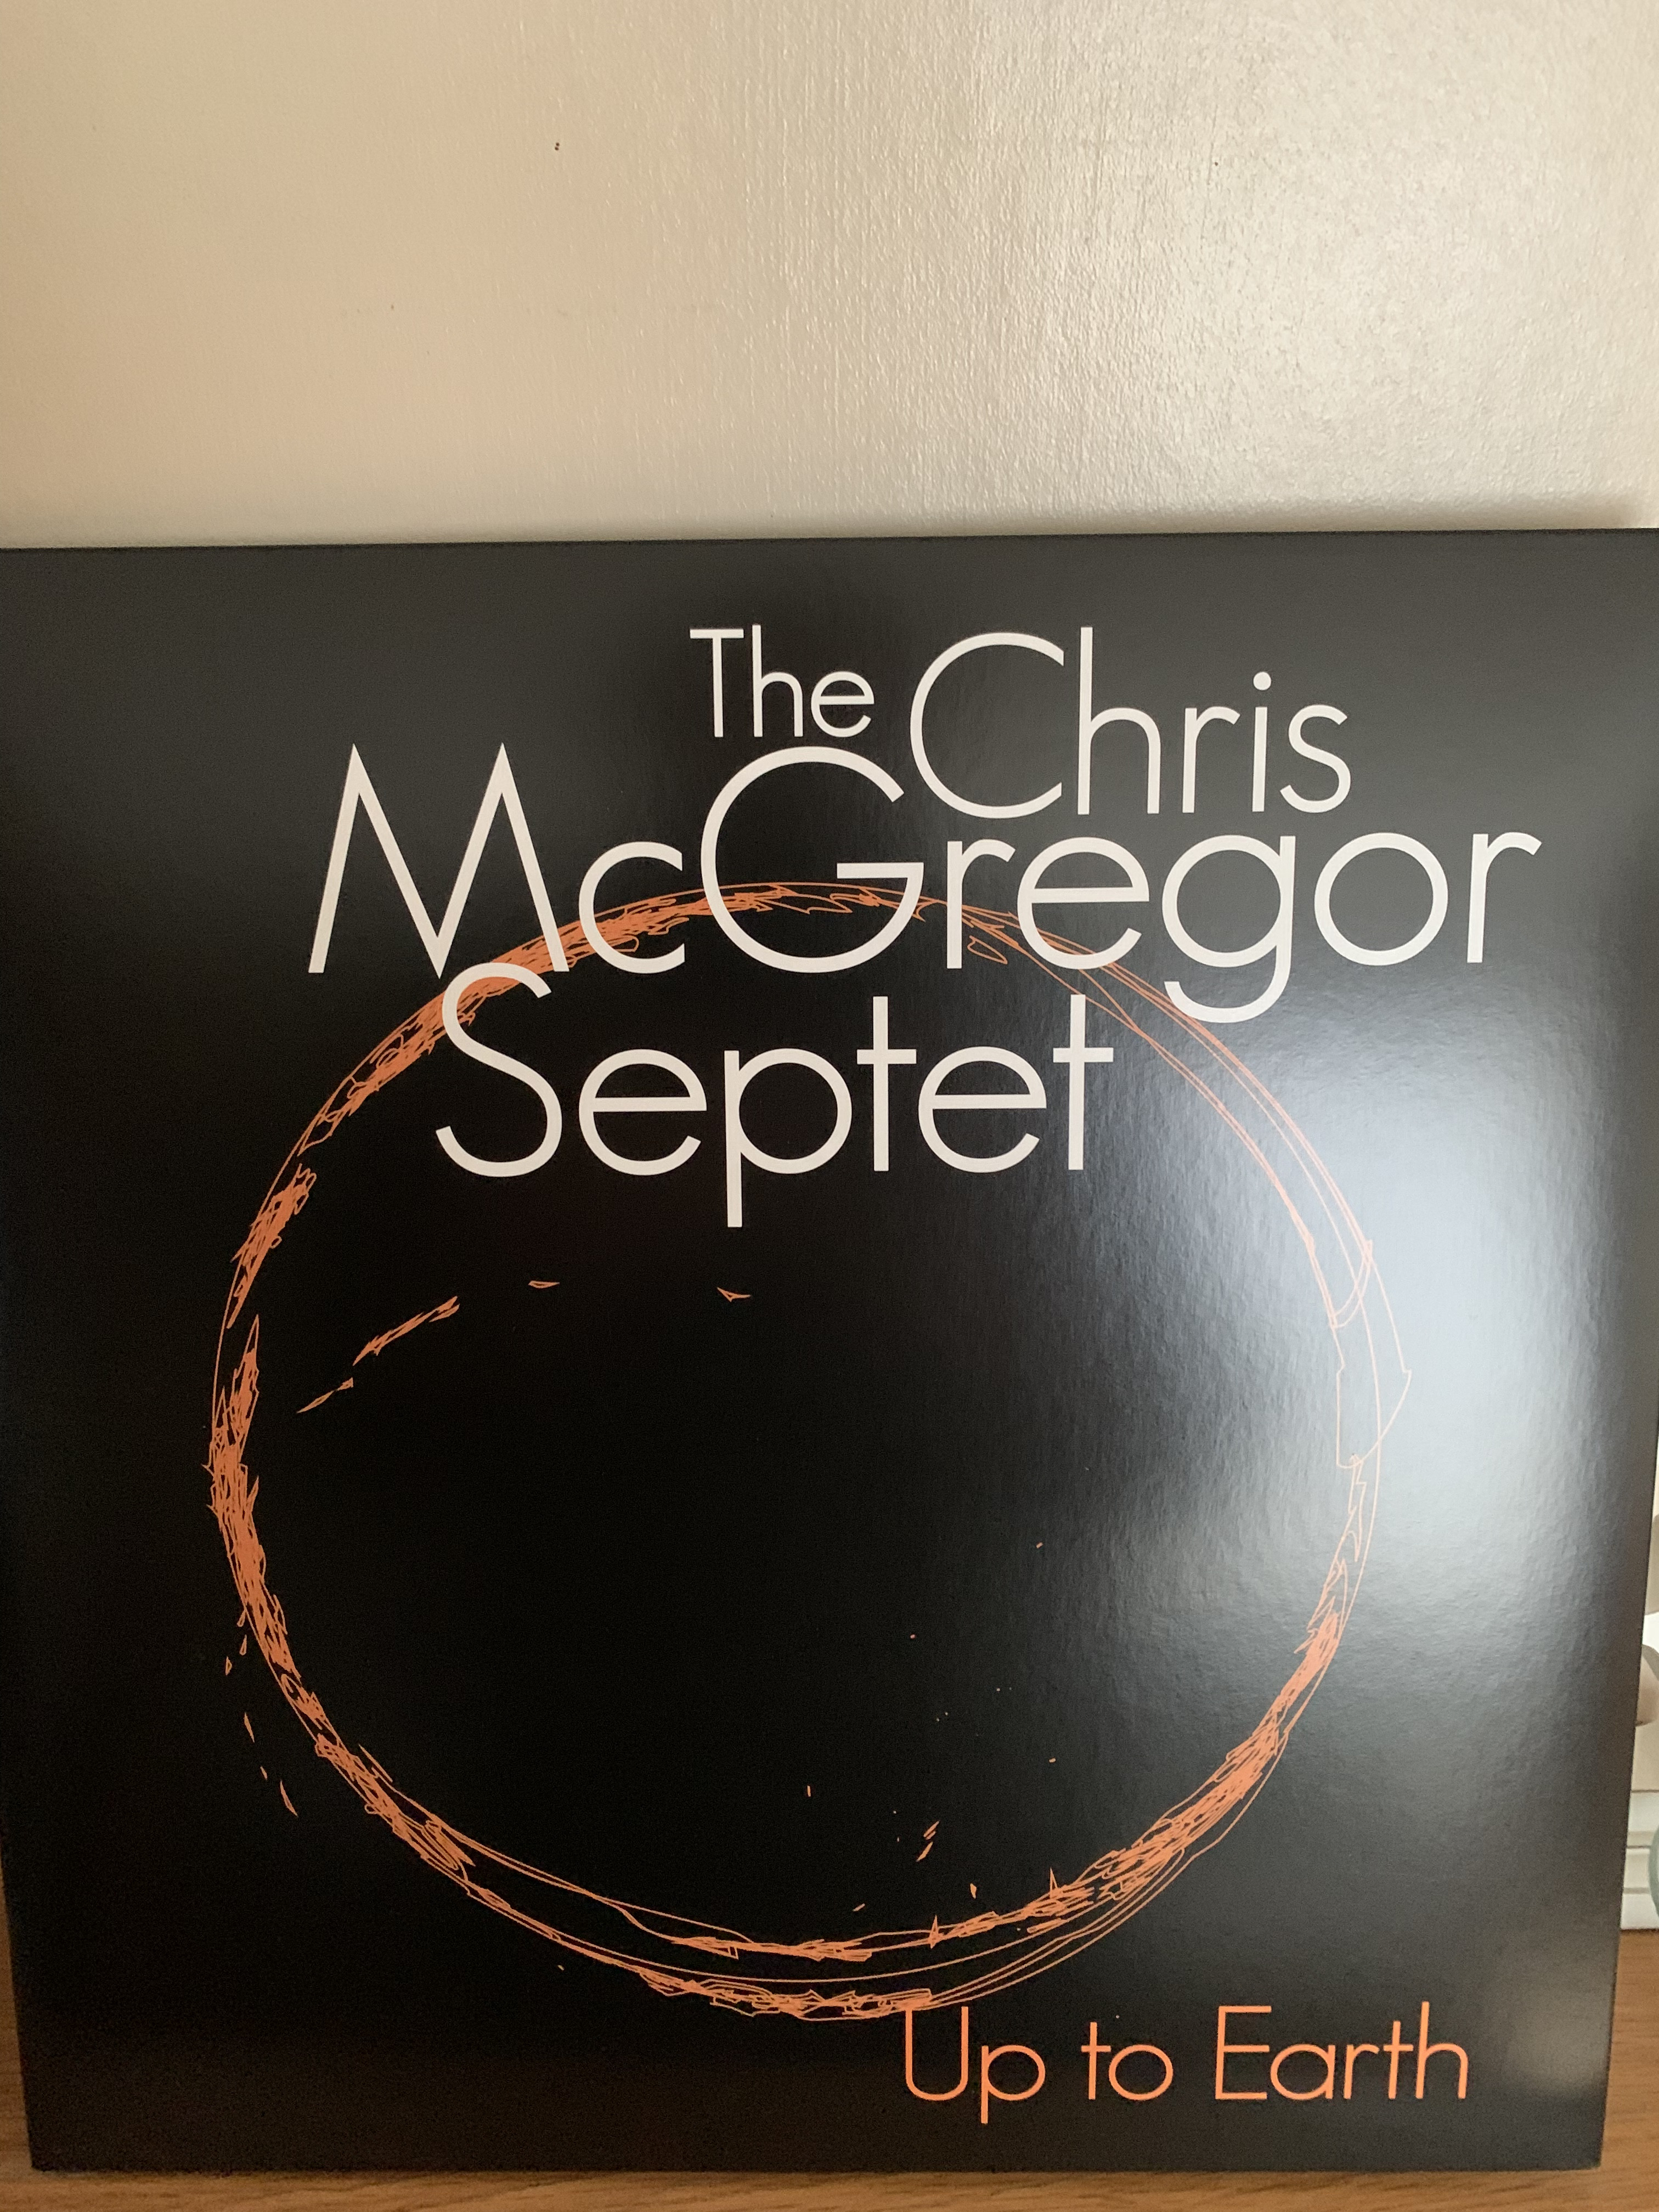 The Chris
McGregor
Septet
Up to Earth